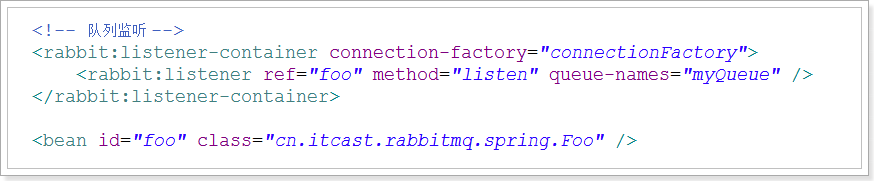 <!-- 队列监听 -->
<rabbit:listener-container connection-factory="connectionFactory">
<rabbit:listener ref="foo" method="listen" queue-names="myQueue" />
</rabbit:listener-container>
<bean id="foo" class="cn.itcast.rabbitmq.spring.Foo" />